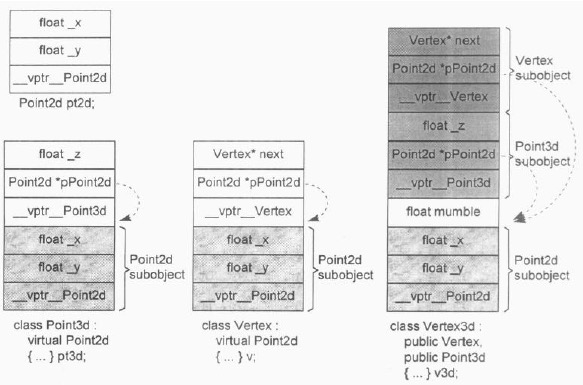 float _x
float _y
__vptr__Point2d
Point2d pt2d;
float _z
Point2d *pPoint2d
__vptr__Point3d
float _x
float _y
__vptr__Point2d
Point2d
subobject
class Point3d :
virtual Point2d
{ ... } pt3d;
Vertex* next
Point2d *pPoint2d
__vptr__Vertex
float _x
float _y
__vptr__Point2d
Point2d
subobject
class Vertex :
virtual Point2d
{ ... } v;
Vertex* next
Point2d *pPoint2d
__vptr__Vertex
Vertex
subobject
float _z
Point2d *pPoint2d
__vptr__Point3d
Point3d
subobject
float mumble
float _x
float _y
__vptr__Point2d
Point2d
subobject
class Vertex3d :
public Vertex,
public Point3d
{ ... } v3d;